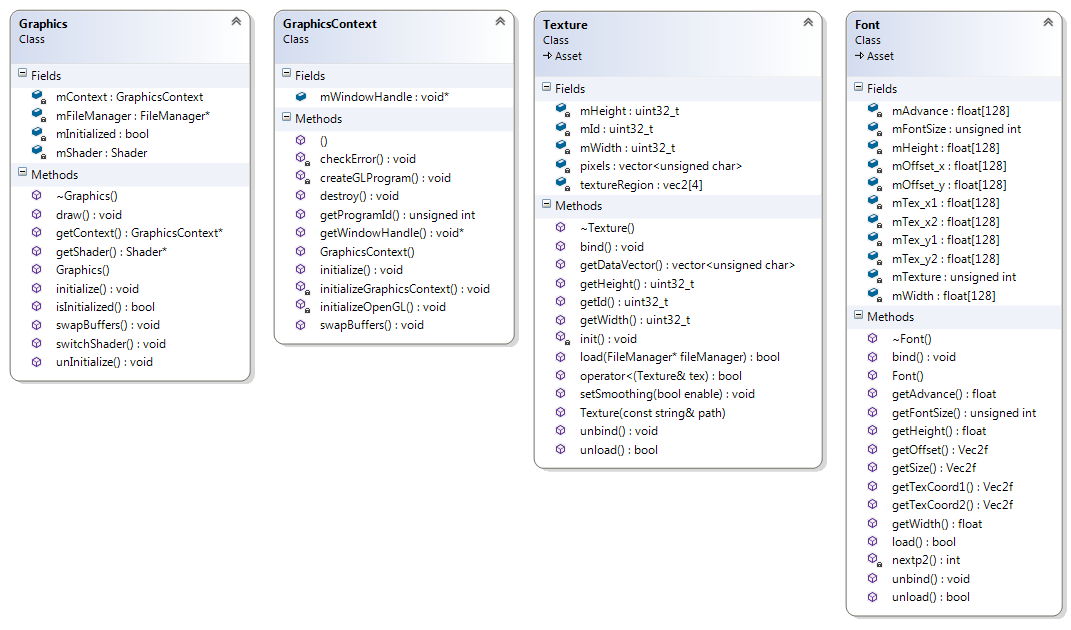 Graphics
Class
Fields
mContext : GraphicsContext
mFileManager : FileManager*
mInitialized : bool
mShader : Shader
Methods
~Graphics()
draw() : void
getContext() : GraphicsContext*
getShader() : Shader*
Graphics()
initialize() : void
isInitialized() : bool
swapBuffers() : void
switchShader() : void
unInitialize() : void
GraphicsContext
Class
Fields
mWindowHandle : void*
Methods
()
checkError() : void
createGLProgram() : void
destroy() : void
getProgramId() : unsigned int
getWindowHandle() : void*
GraphicsContext()
initialize() : void
initializeGraphicsContext() : void
initializeOpenGL() : void
swapBuffers() : void
Texture
Class
Asset
Fields
mHeight : uint32_t
mId : uint32_t
mWidth : uint32_t
pixels : vector<unsigned char>
textureRegion : vec2[4]
Methods
~Texture()
bind() : void
getDataVector() : vector<unsigned char>
getHeight() : uint32_t
getId() : uint32_t
getWidth() : uint32_t
init() : void
load(FileManager* fileManager) : bool
operator<(Texture& tex) : bool
setSmoothing(bool enable) : void
Texture(const string& path)
unbind() : void
unload() : bool
Font
Class
Asset
Fields
mAdvance : float[128]
mFontSize : unsigned int
mHeight : float[128]
mOffset_x : float[128]
mOffset_y : float[128]
mTex_x1 : float[128]
mTex_x2 : float[128]
mTex_y1 : float[128]
mTex_y2 : float[128]
mTexture : unsigned int
mWidth : float[128]
Methods
~Font()
bind() : void
Font()
getAdvance() : float
getFontSize() : unsigned int
getHeight() : float
getOffset() : Vec2f
getSize() : Vec2f
getTexCoord1() : Vec2f
getTexCoord2() : Vec2f
getWidth() : float
load() : bool
nextp2() : int
unbind() : void
unload() : bool